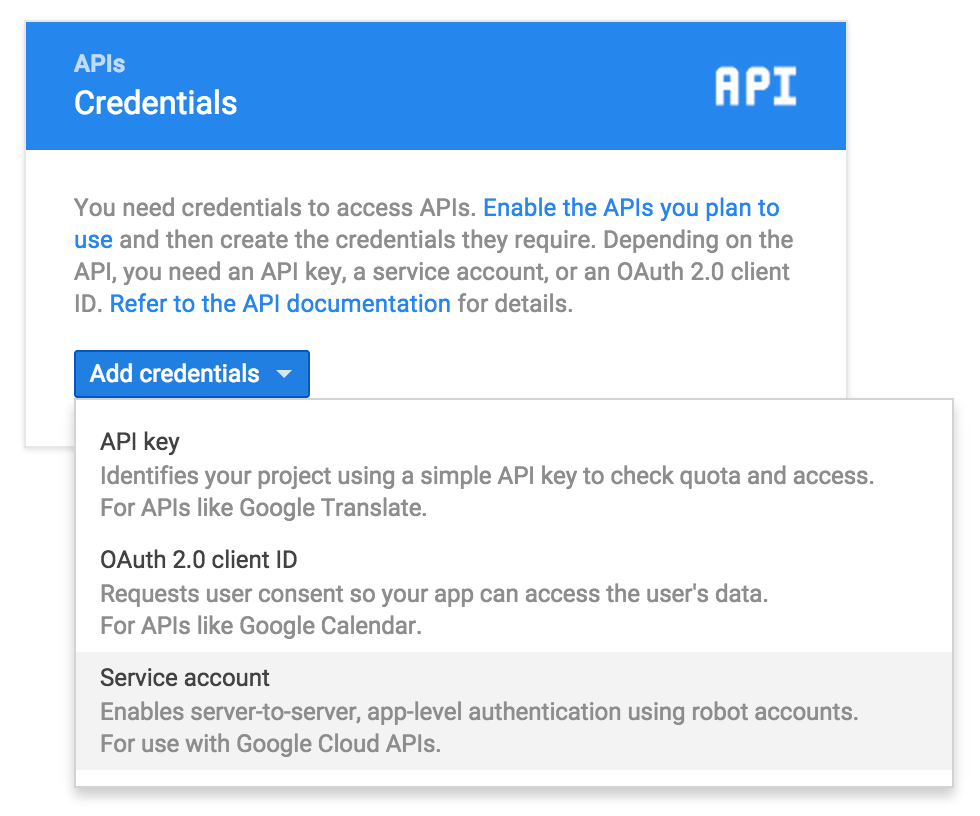 APIs
Credentials
API
You need credentials to access APIs. Enable the APIs you plan to
use and then create the credentials they require. Depending on the
API, you need an API key, a service account, or an OAuth 2.0 client
ID. Refer to the API documentation for details.
Add credentials
API key
Identifies your project using a simple API key to check quota and access.
For APIs like Google Translate.
OAuth 2.0 client ID
Requests user consent so your app can access the user's data.
For APIs like Google Calendar.
Service account
Enables server-to-server, app-level authentication using robot accounts.
For use with Google Cloud APIs.